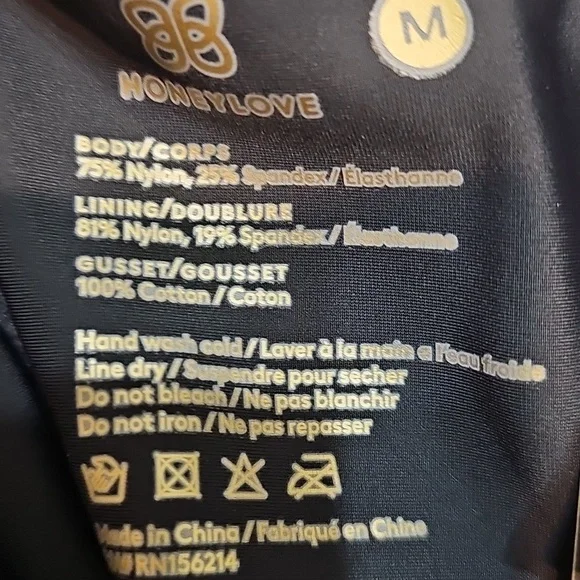 M
HONEYLOVE
BODY/CORPS
75% Nylon, 25% Spandex/Élasthanne
LINING/DOUBLURE
81% Nylon, 19% Spandex/Élasthanne
GUSSET/GOUSSET
100% Cotton/Coton
Hand wash cold/Laver à la main à l'eau froide
Line dry/Suspendre pour secher
Do not bleach/Ne pas blanchir
Do not iron/Ne pas repasser
Made in China/Fabriqué en Chine
RN156214